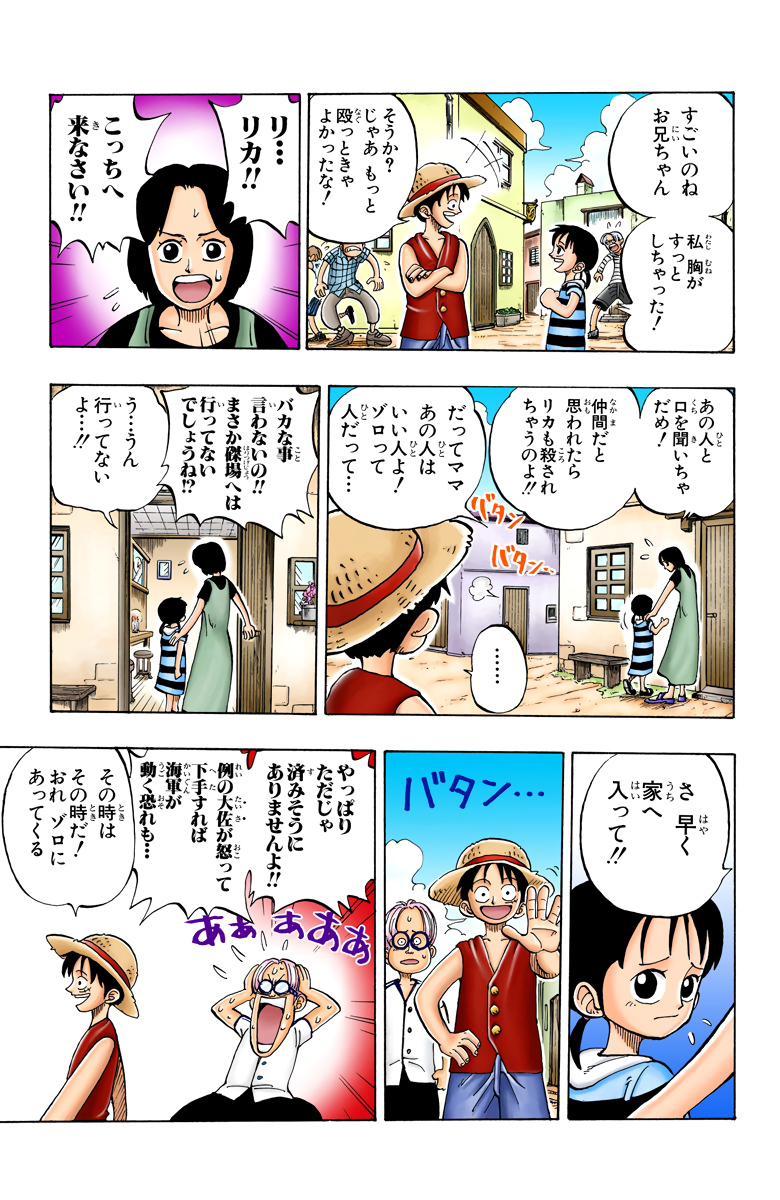 すごいのね
お兄ちゃん
私 胸が
すっと
しちゃった！
そうか？
じゃあ もっと
殴っときゃ
よかったな！
リ…
リカ!!
こっちへ
来なさい!!
あの人と
口を聞いちゃ
だめ！
仲間だと
思われたら
リカも殺され
ちゃうのよ!!
だってママ
あの人は
いい人よ！
ゾロって
人だって…
バタン
バタン…
……
バカな事
言わないの!!
まさか磔場へは
行ってない
でしょうね!?
う…うん
行ってない
よ…!!
さ 早く
家へ
入って!!
バタン…
やっぱり
ただじゃ
済みそうに
ありませんよ!!
例の大佐が怒って
下手すれば
海軍が
動く恐れも…
あぁぁあああ
その時は
その時だ！
おれ ゾロに
あってくる